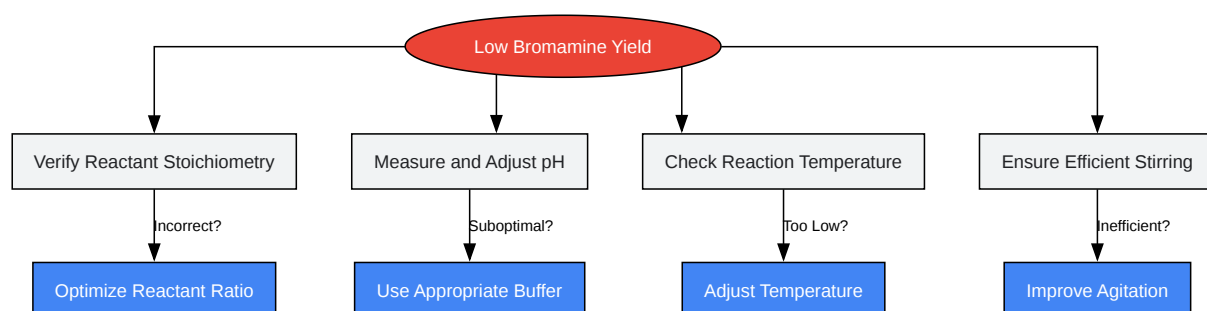 Low Bromamine Yield
Verify Reactant Stoichiometry
Measure and Adjust pH
Check Reaction Temperature
Ensure Efficient Stirring
Incorrect?
Suboptimal?
Too Low?
Inefficient?
Optimize Reactant Ratio
Use Appropriate Buffer
Adjust Temperature
Improve Agitation